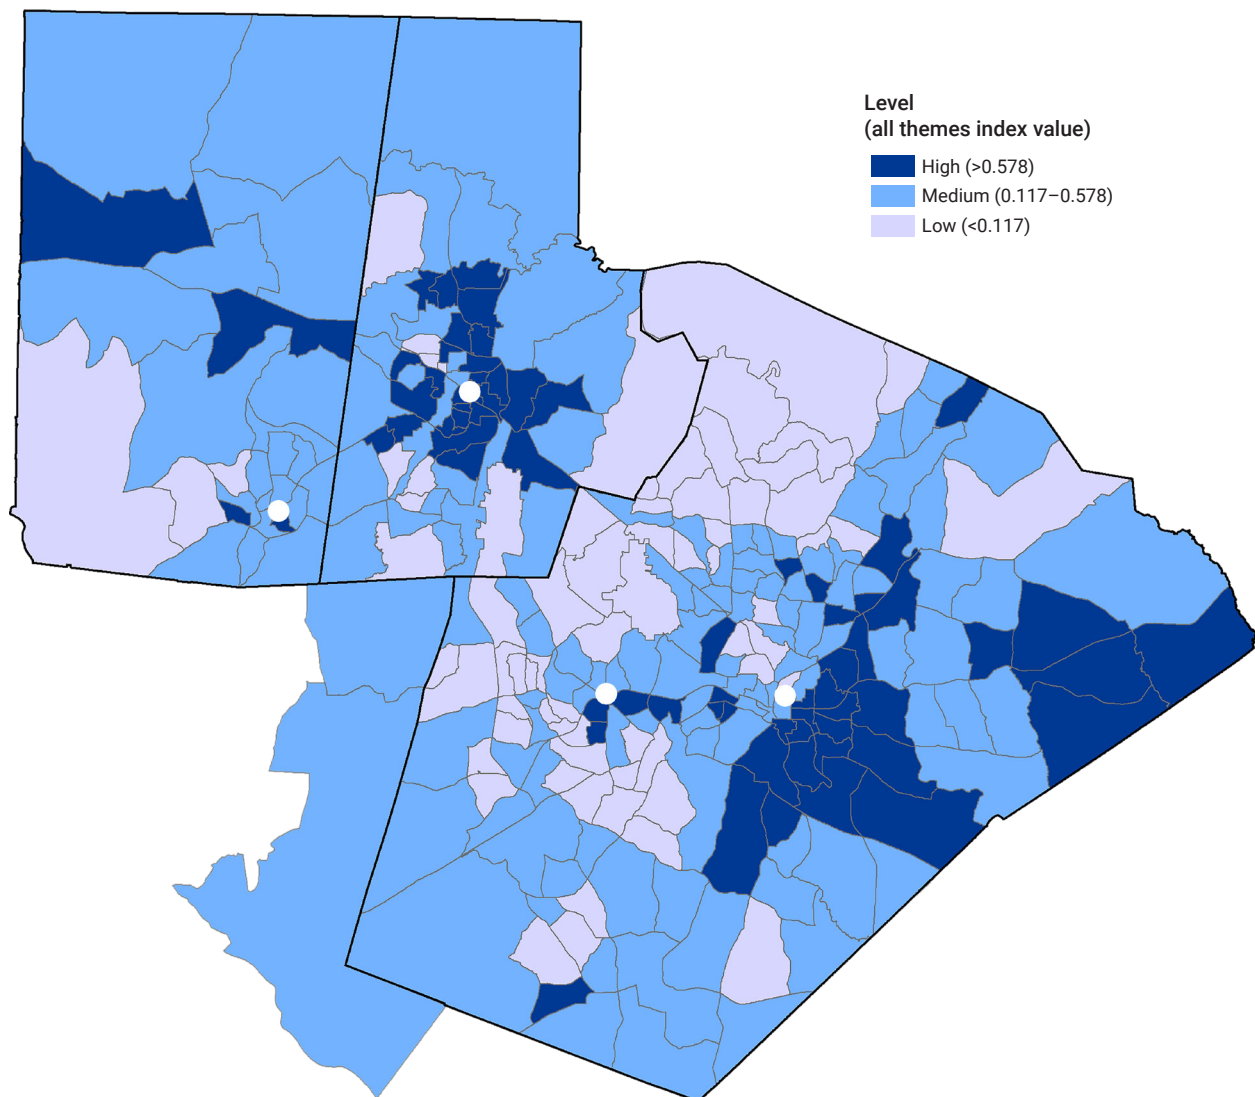 Level
(all themes index value)
High (>0.578)
Medium (0.117–0.578)
Low (<0.117)